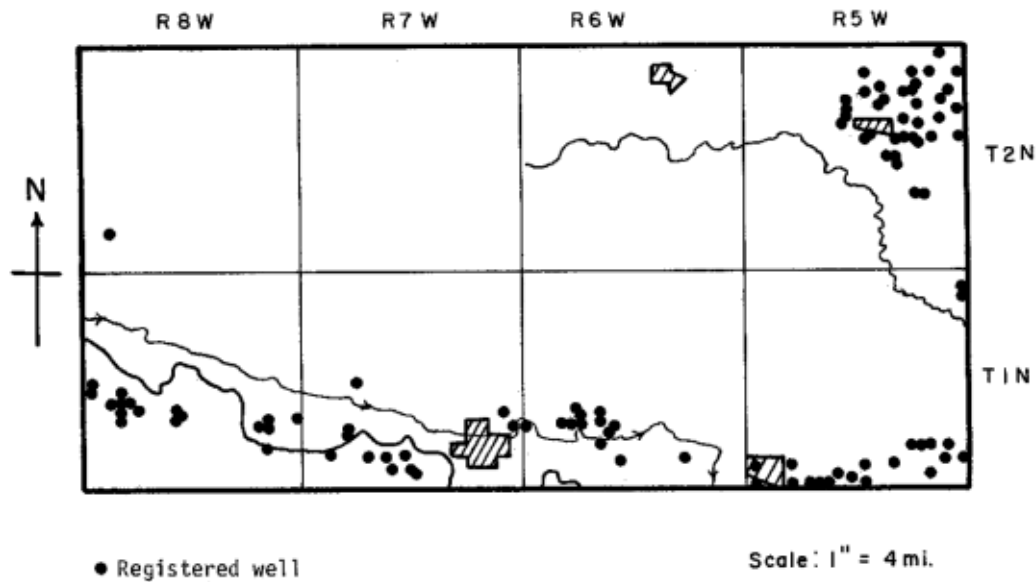 R8W R7W R6W R5W
T2N
N
T1N
● Registered well
Scale: 1" = 4 mi.